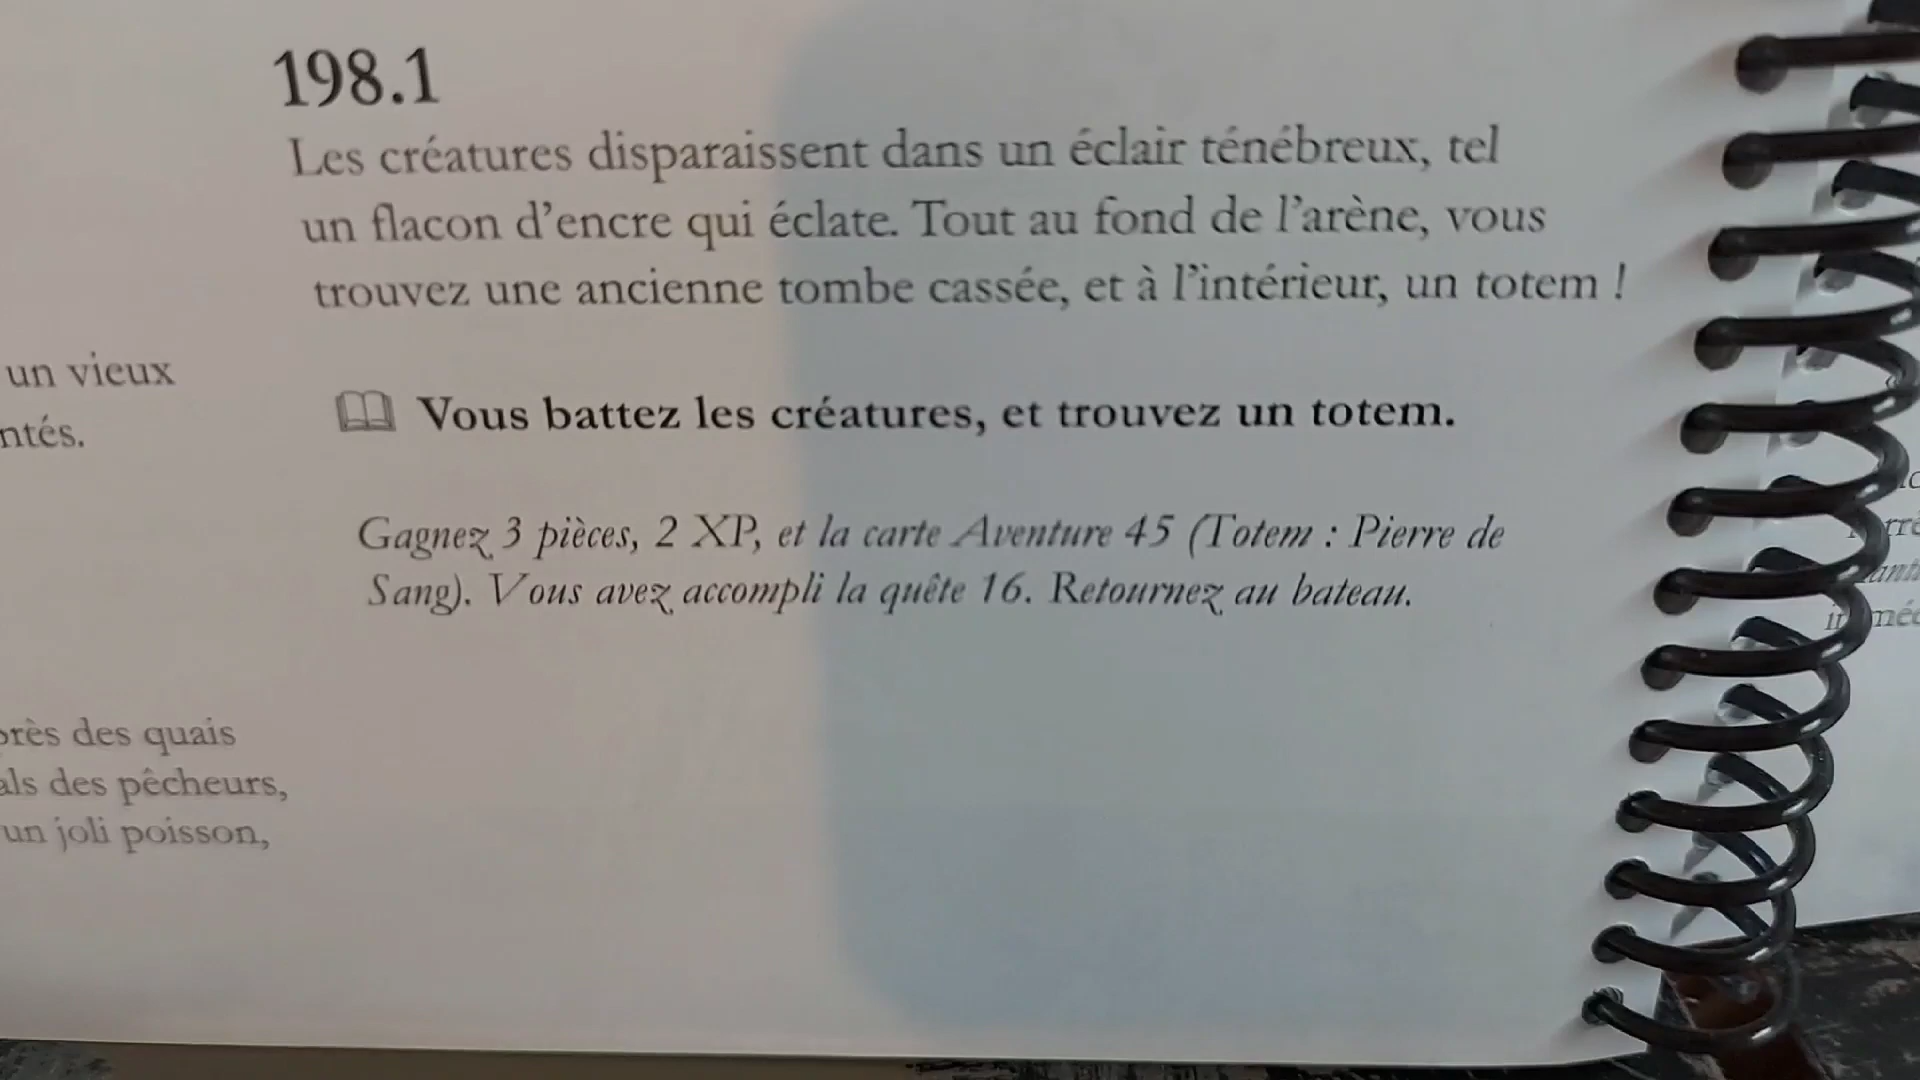 198.1
Les créatures disparaissent dans un éclair ténébreux, tel
un flacon d'encre qui éclate. Tout au fond de l'arène, vous
trouvez une ancienne tombe cassée, et à l'intérieur, un totem !
Vous battez les créatures, et trouvez un totem.
Gagnez 3 pièces, 2 XP, et la carte Aventure 45 (Totem : Pierre de
Sang). Vous avez accompli la quête 16. Retournez au bateau.
un vieux
ntés.
près des quais
als des pêcheurs,
un joli poisson,